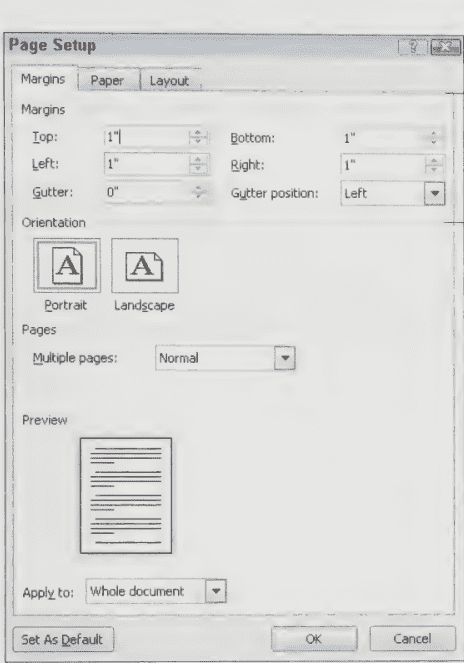 Page Setup ?
Margins Paper Layout
Margins
Top: 1" Bottom: 1"
Left: 1" Right: 1"
Gutter: 0" Gutter position: Left
Orientation
A A
Portrait Landscape
Pages
Multiple pages: Normal
Preview
Apply to: Whole document
Set As Default OK Cancel